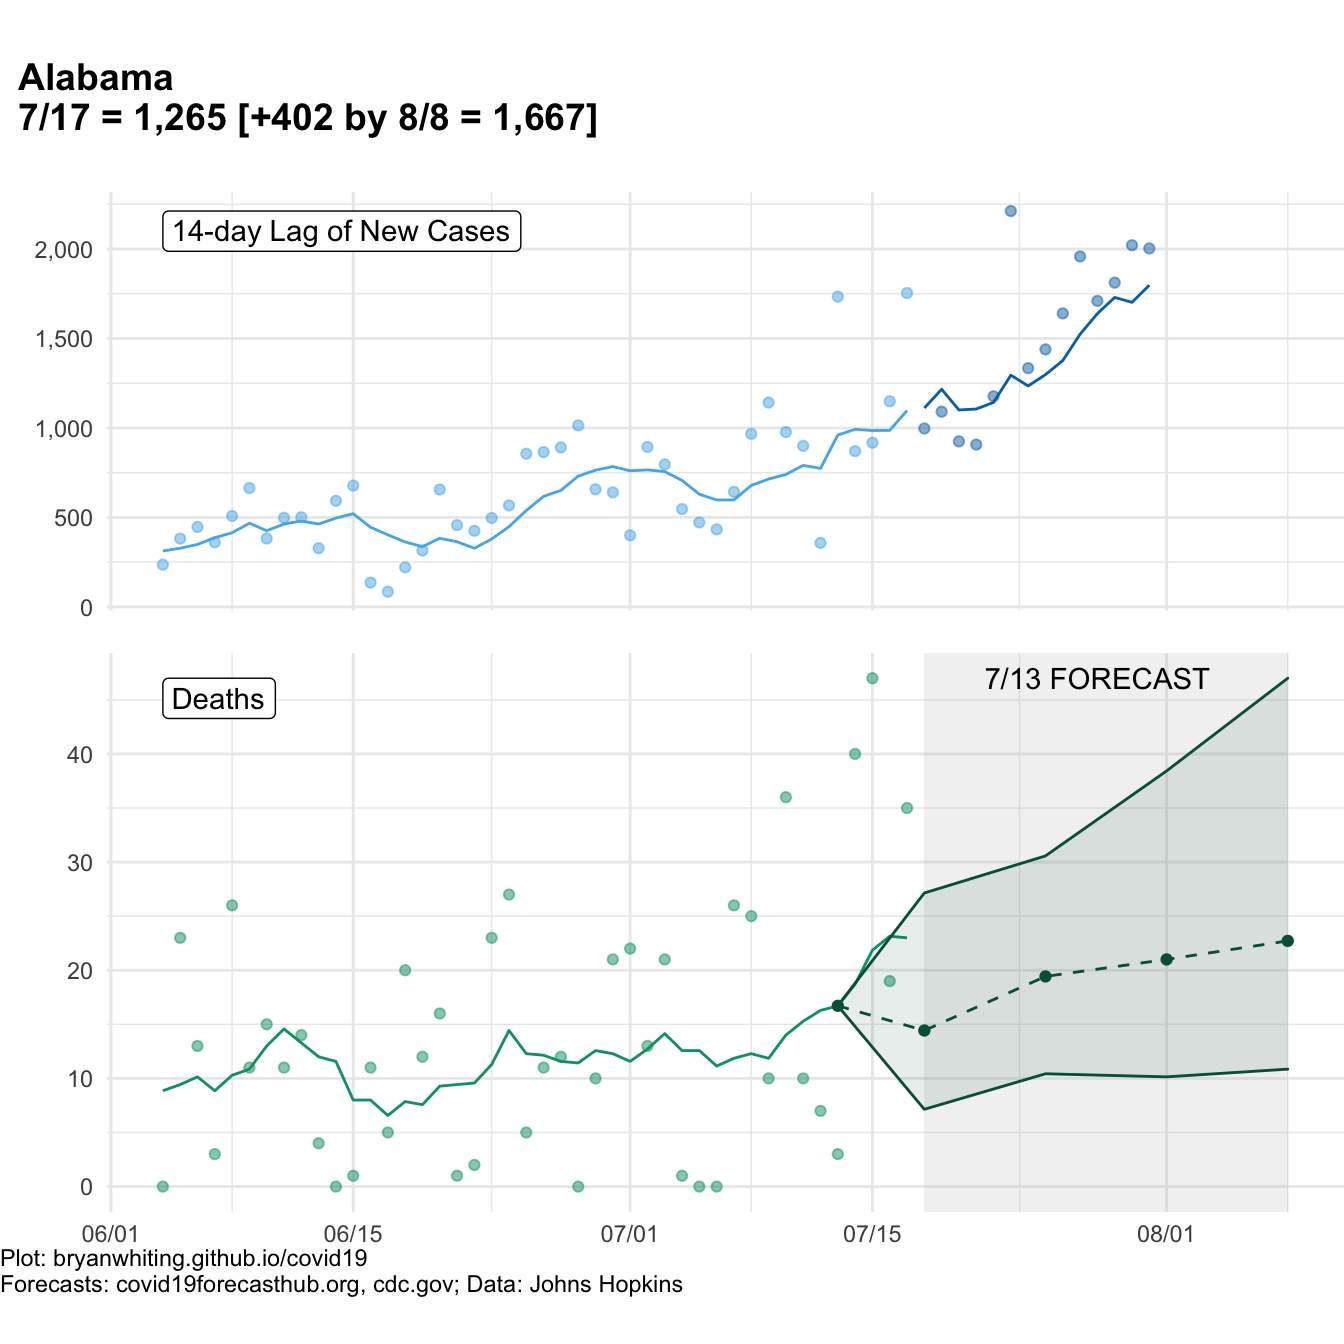 Alabama
7/17 = 1,265 [+402 by 8/8 = 1,667]
14-day Lag of New Cases
2,000
1,500
1,000
500
0
Deaths
7/13 FORECAST
40
30
20
10
0
06/01 06/15 07/01 07/15 08/01
Plot: bryanwhiting.github.io/covid19
Forecasts: covid19forecasthub.org, cdc.gov; Data: Johns Hopkins